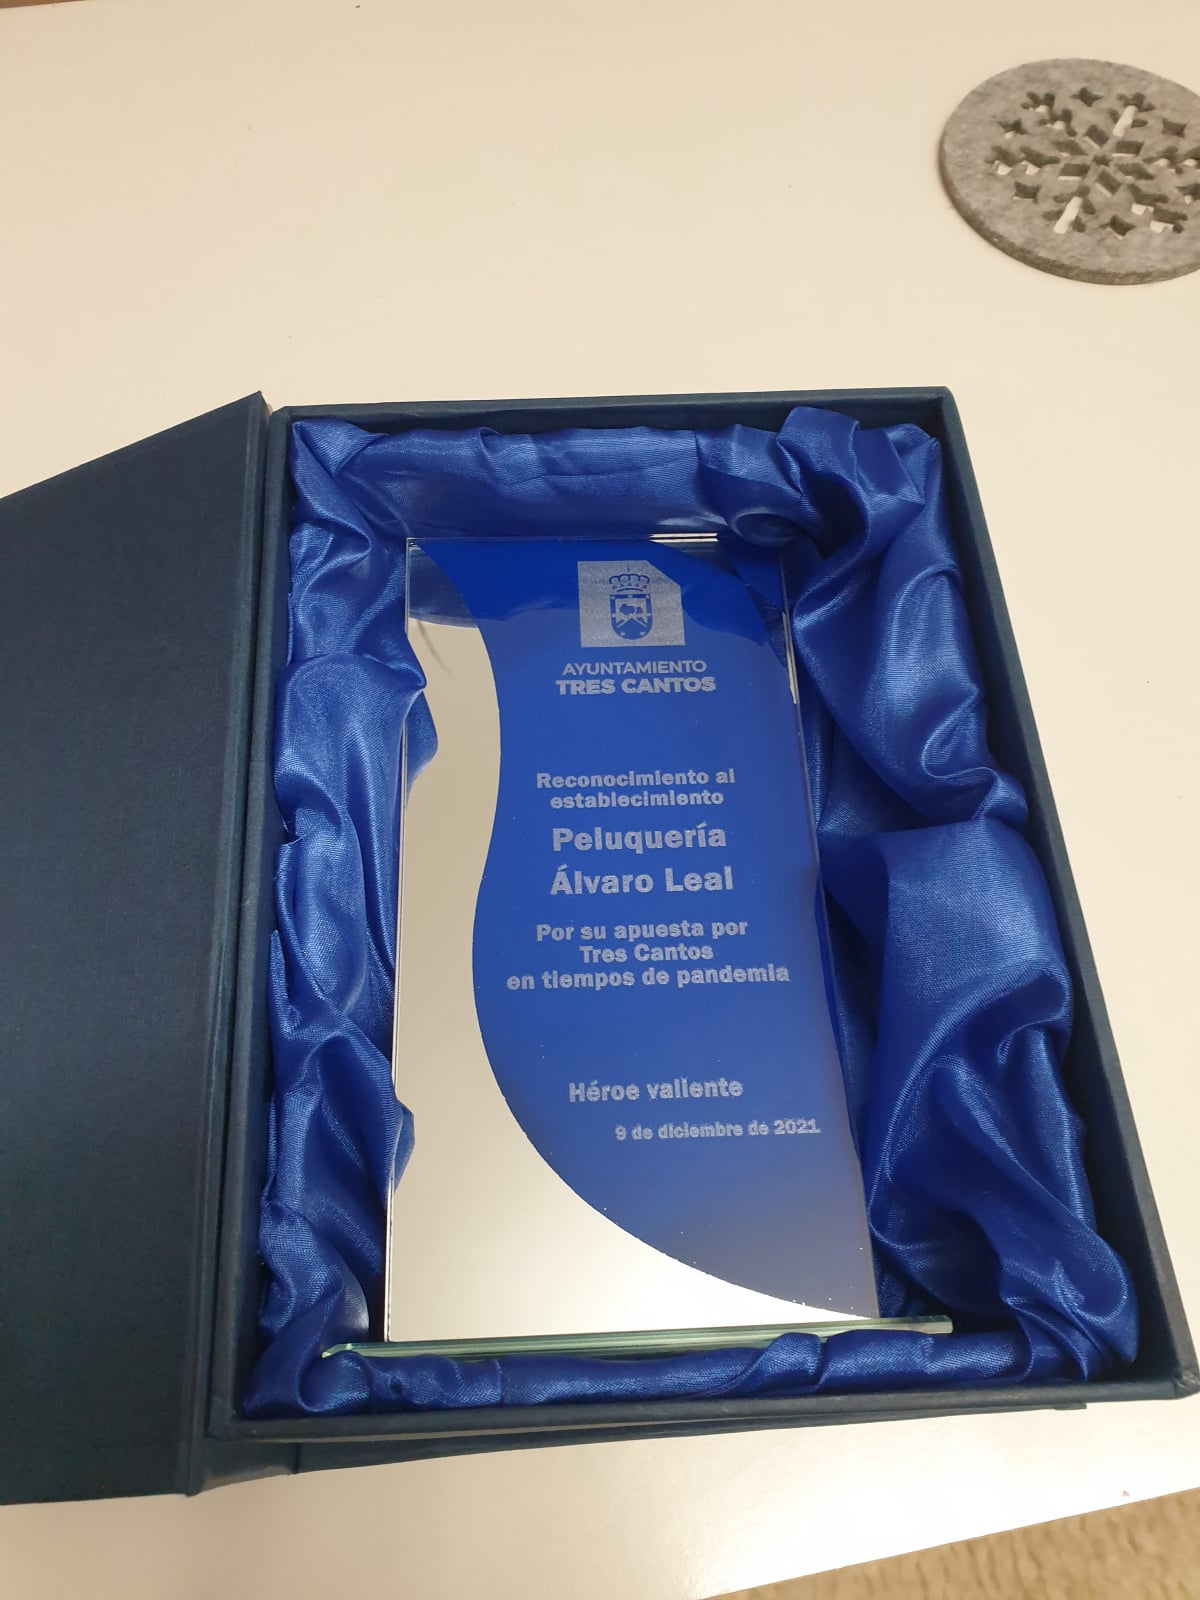 AYUNTAMIENTO
TRES CANTOS
Reconocimiento al
establecimiento
Peluquería
Álvaro Leal
Por su apuesta por
Tres Cantos
en tiempos de pandemia
Héroe valiente
9 de diciembre de 2021